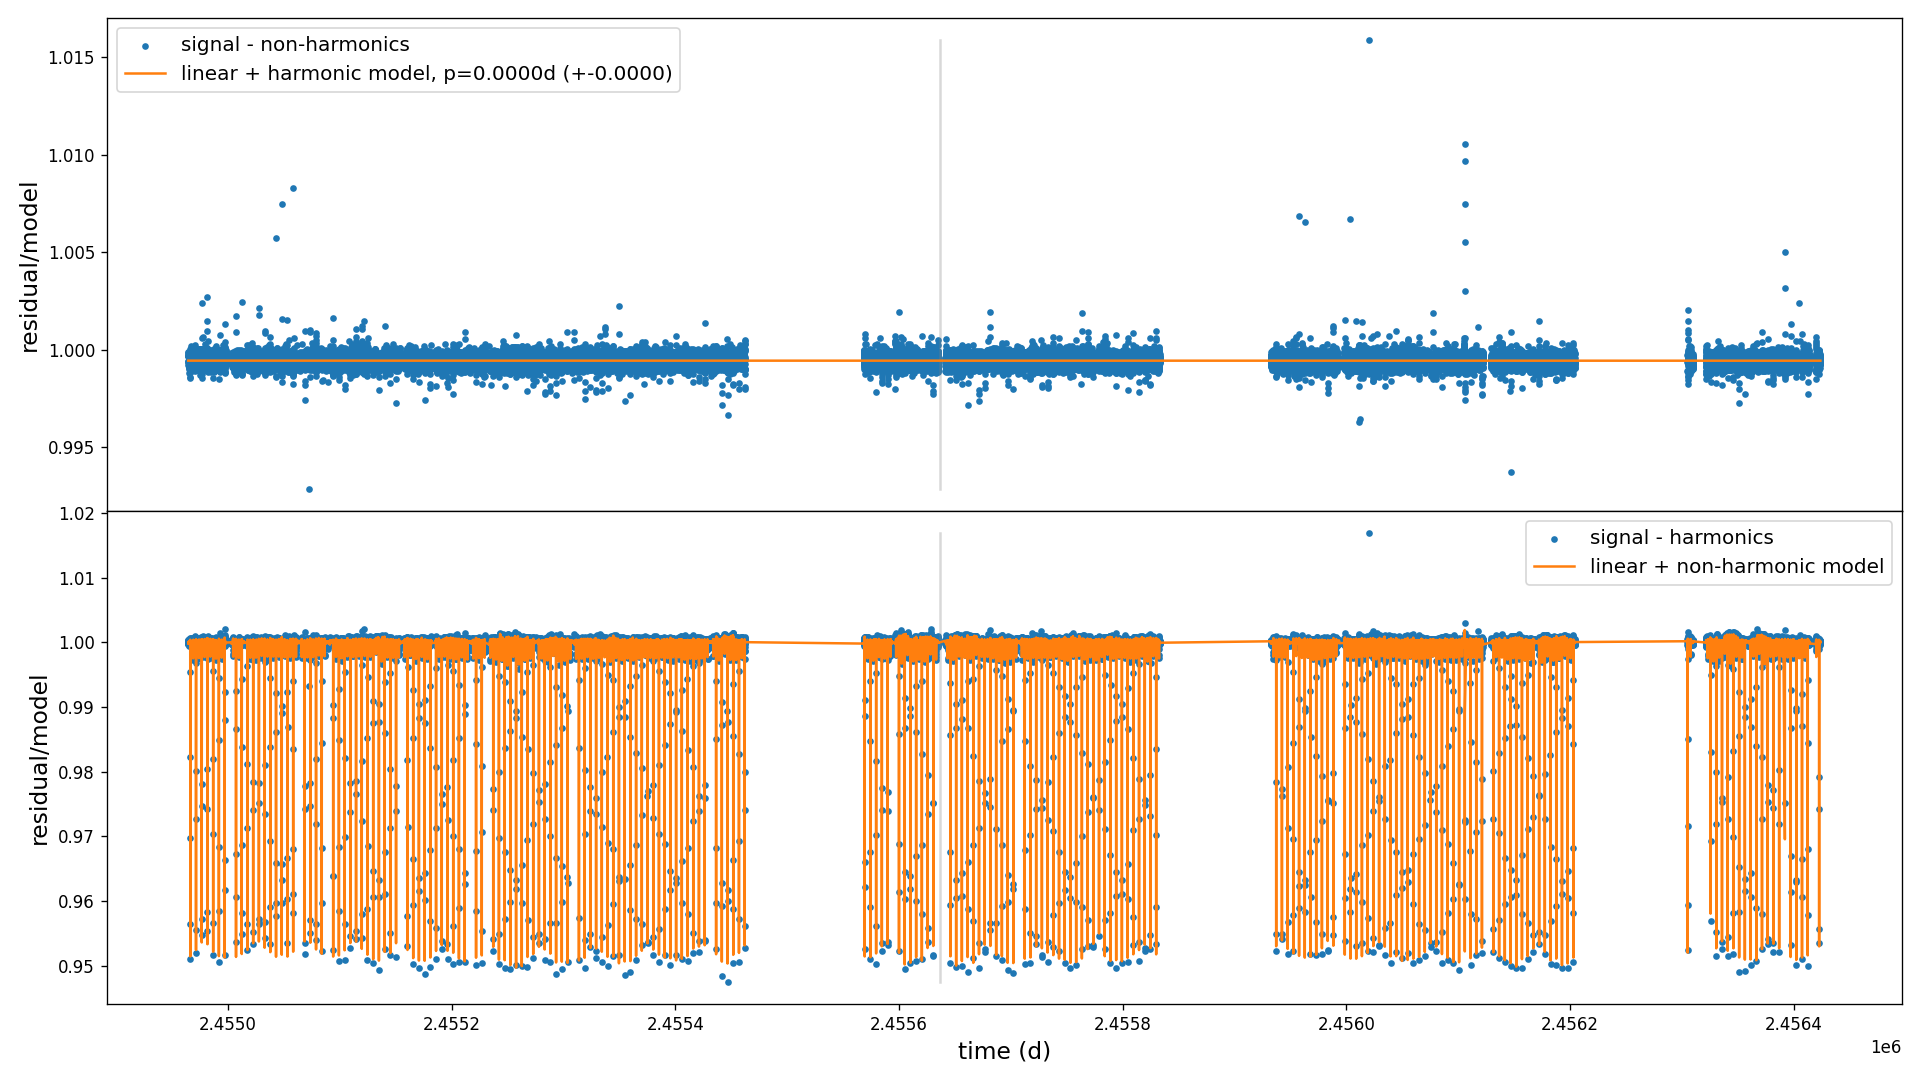 signal - non-harmonics
linear + harmonic model, p=0.0000d (+-0.0000)
residual/model
1.015
1.010
1.005
1.000
0.995
signal - harmonics
linear + non-harmonic model
residual/model
1.02
1.01
1.00
0.99
0.98
0.97
0.96
0.95
2.4550
2.4552
2.4554
2.4556
2.4558
2.4560
2.4562
2.4564
time (d)
1e6